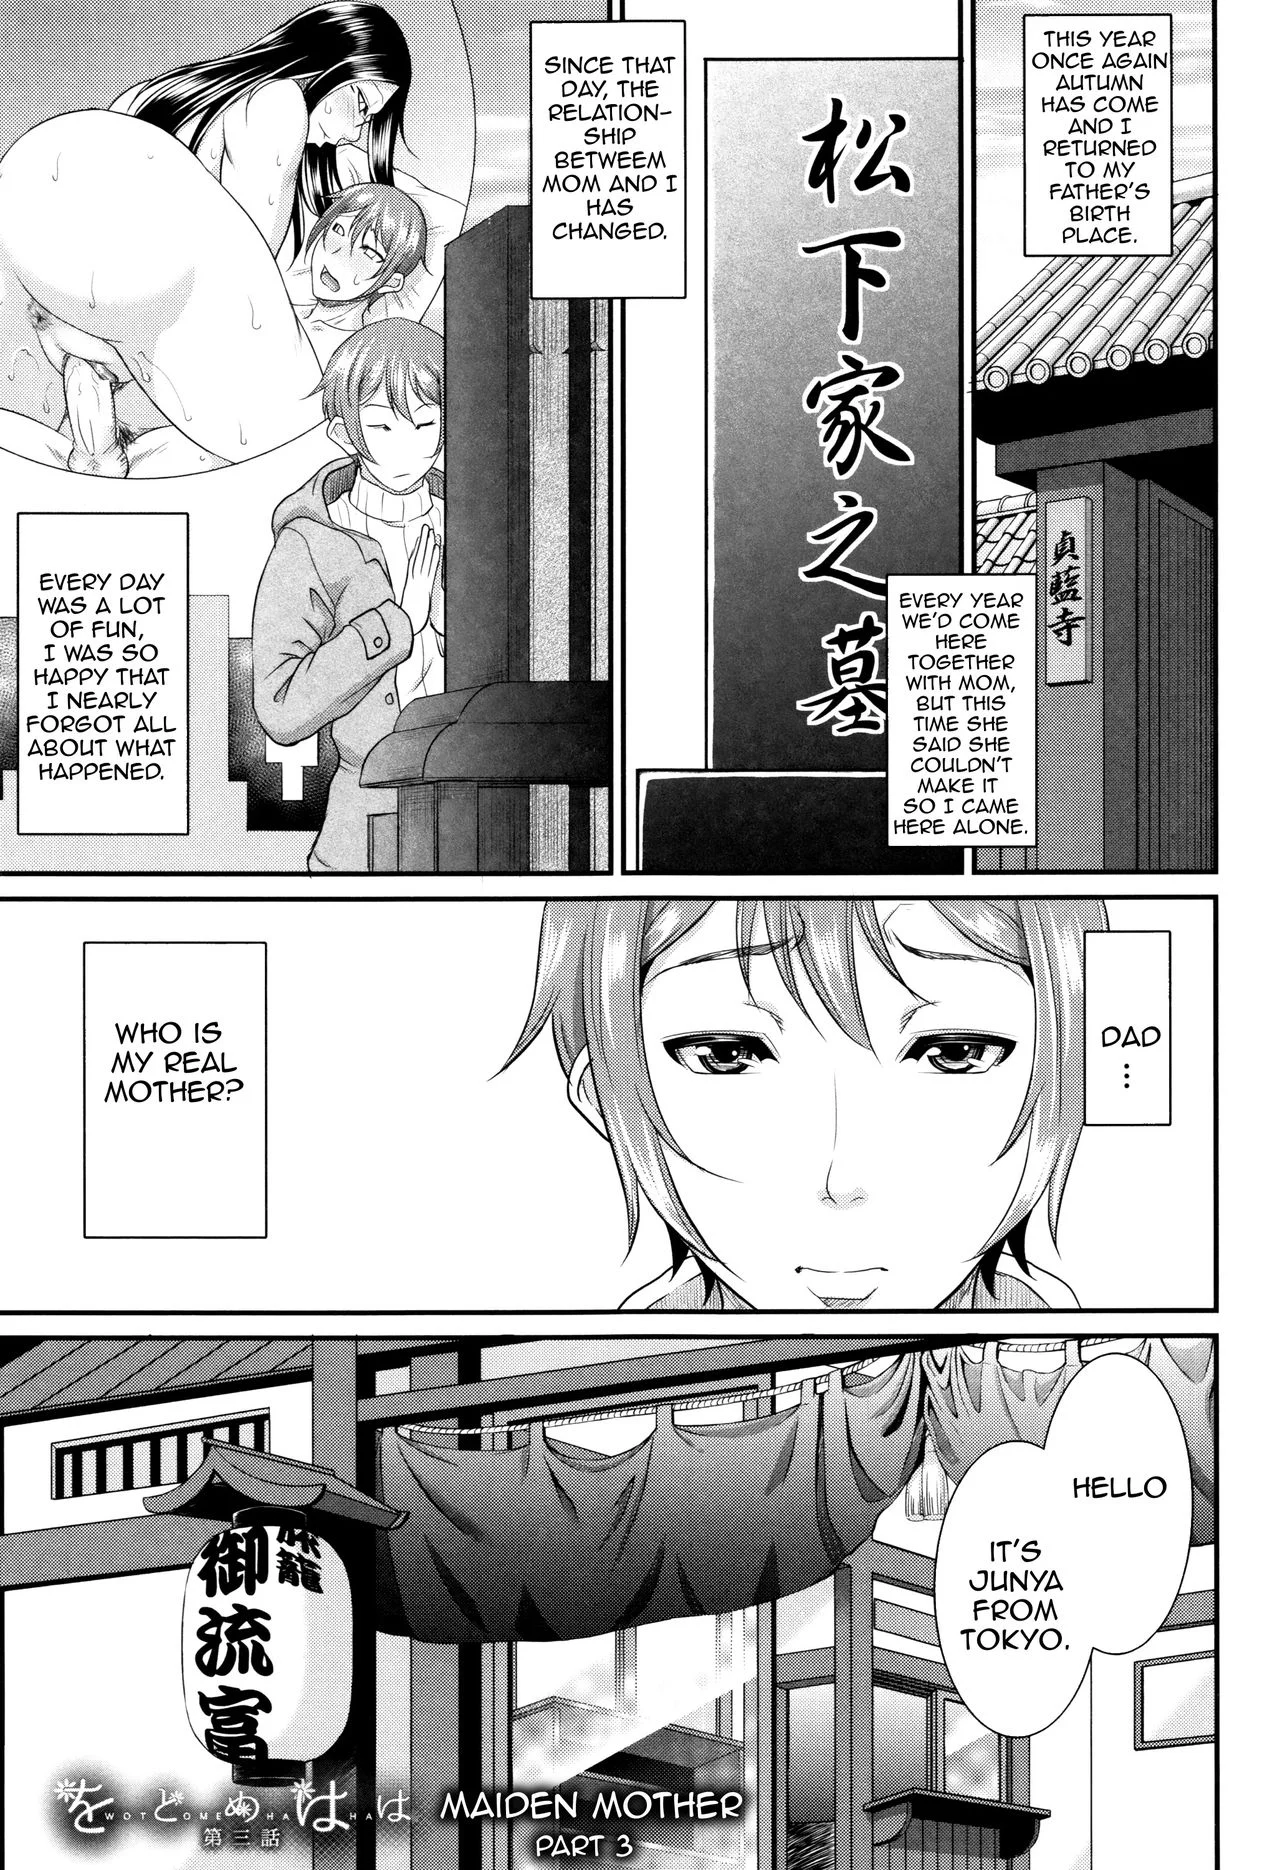 THIS YEAR
ONCE AGAIN
AUTUMN
HAS COME
AND I
RETURNED
TO MY
FATHER'S
BIRTH
PLACE.
貞藍寺
松下家之墓
EVERY YEAR
WE'D COME
HERE
TOGETHER
WITH MOM,
BUT THIS
TIME SHE
SAID SHE
COULDN'T
MAKE IT
SO I CAME
HERE ALONE.
SINCE THAT
DAY, THE
RELATION-
SHIP
BETWEEM
MOM AND I
HAS
CHANGED.
EVERY DAY
WAS A LOT
OF FUN,
I WAS SO
HAPPY THAT
I NEARLY
FORGOT ALL
ABOUT WHAT
HAPPENED.
DAD
...
WHO IS
MY REAL
MOTHER?
HELLO
IT'S
JUNYA
FROM
TOKYO.
旅籠
御流富
をとめはは
WOTOMEHAHA
第三話
MAIDEN MOTHER
PART 3